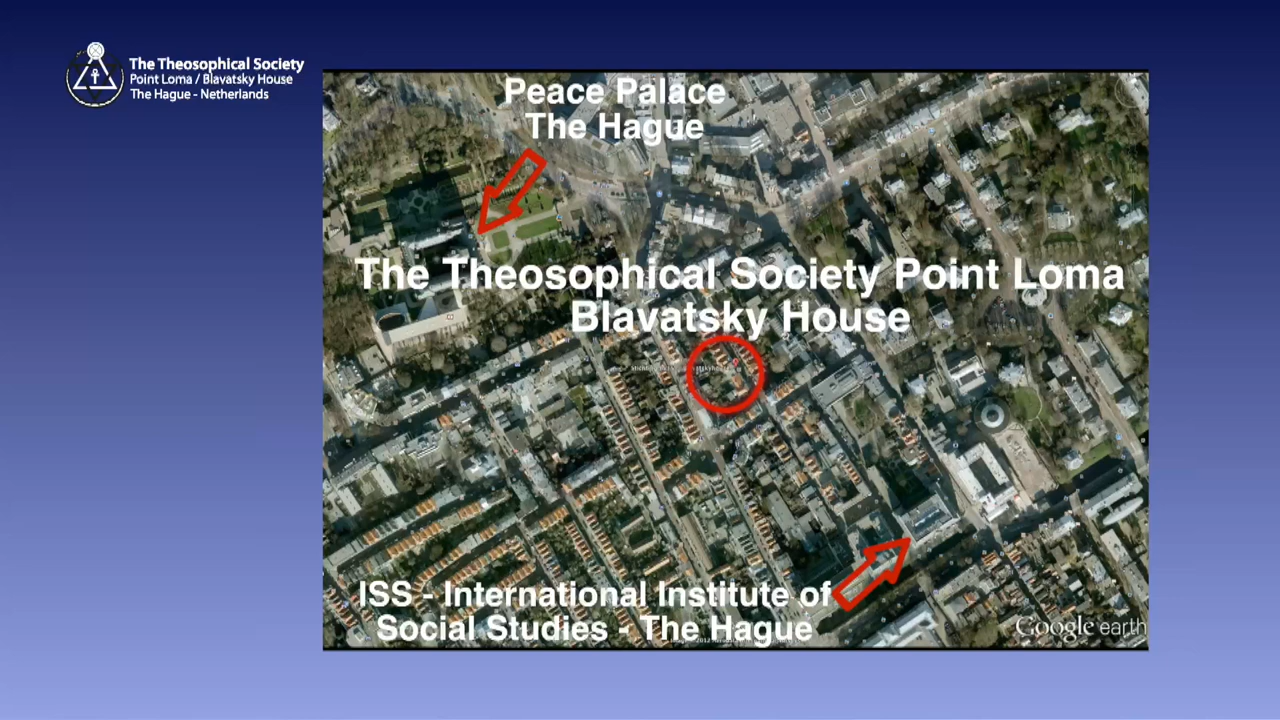 The Theosophical Society
Point Loma / Blavatsky House
The Hague - Netherlands
Peace Palace
The Hague
The Theosophical Society Point Loma
Blavatsky House
ISS - International Institute of
Social Studies - The Hague
Google earth